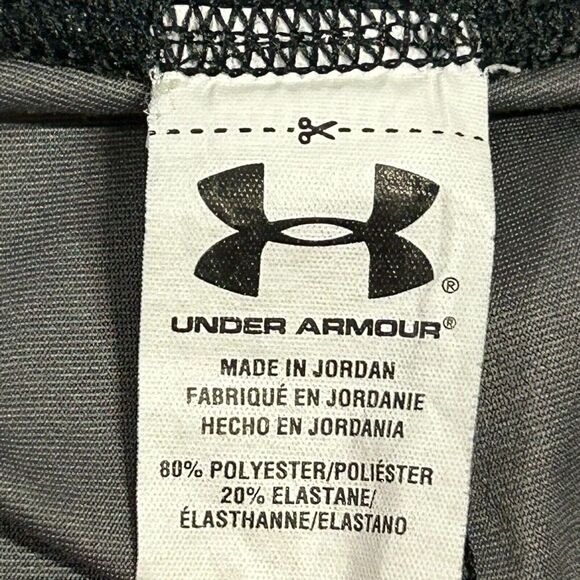 ®
UNDER ARMOUR®
MADE IN JORDAN
FABRIQUÉ EN JORDANIE
HECHO EN JORDANIA
80% POLYESTER/POLIÉSTER
20% ELASTANE/
ÉLASTHANNE/ELASTANO